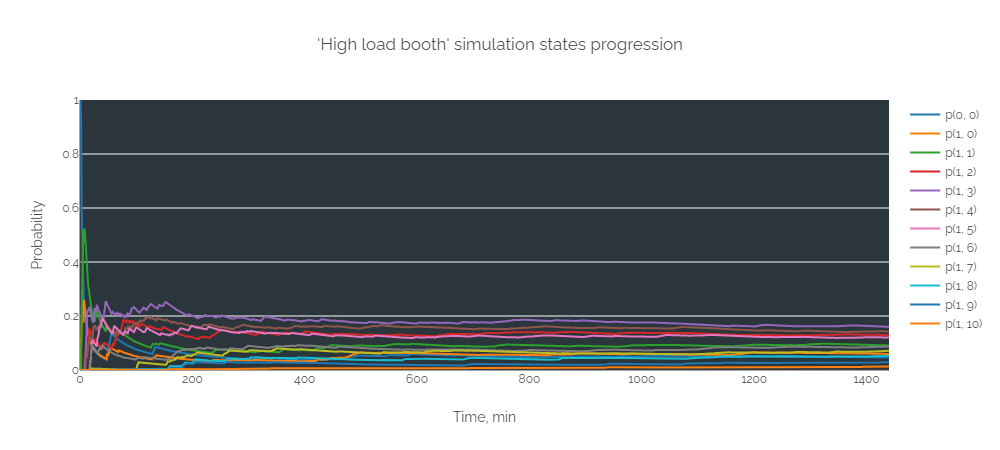 'High load booth' simulation states progression
1
0.8
0.6
0.4
0.2
0
Probability
0
200
400
600
800
1000
1200
1400
Time, min
p(0, 0)
p(1, 0)
p(1, 1)
p(1, 2)
p(1, 3)
p(1, 4)
p(1, 5)
p(1, 6)
p(1, 7)
p(1, 8)
p(1, 9)
p(1, 10)